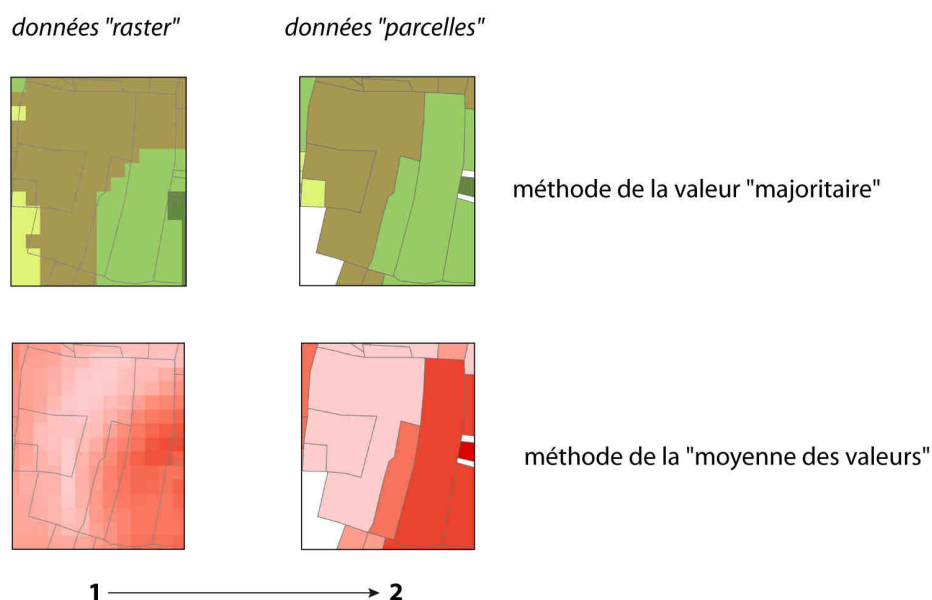 données "raster"
données "parcelles"
méthode de la valeur "majoritaire"
méthode de la "moyenne des valeurs"
1
2